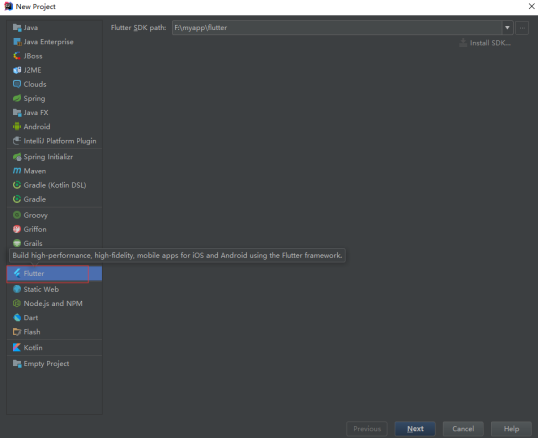 New Project
Java
Java Enterprise
JBoss
J2ME
Clouds
Spring
Java FX
Android
IntelliJ Platform Plugin
Spring Initializr
Maven
Gradle (Kotlin DSL)
Gradle
Groovy
Griffon
Grails
Build high-performance, high-fidelity, mobile apps for iOS and Android using the Flutter framework.
Flutter
Static Web
Node.js and NPM
Dart
Flash
Kotlin
Empty Project
Flutter SDK path: F:\myapp\flutter
Install SDK...
Previous Next Cancel Help